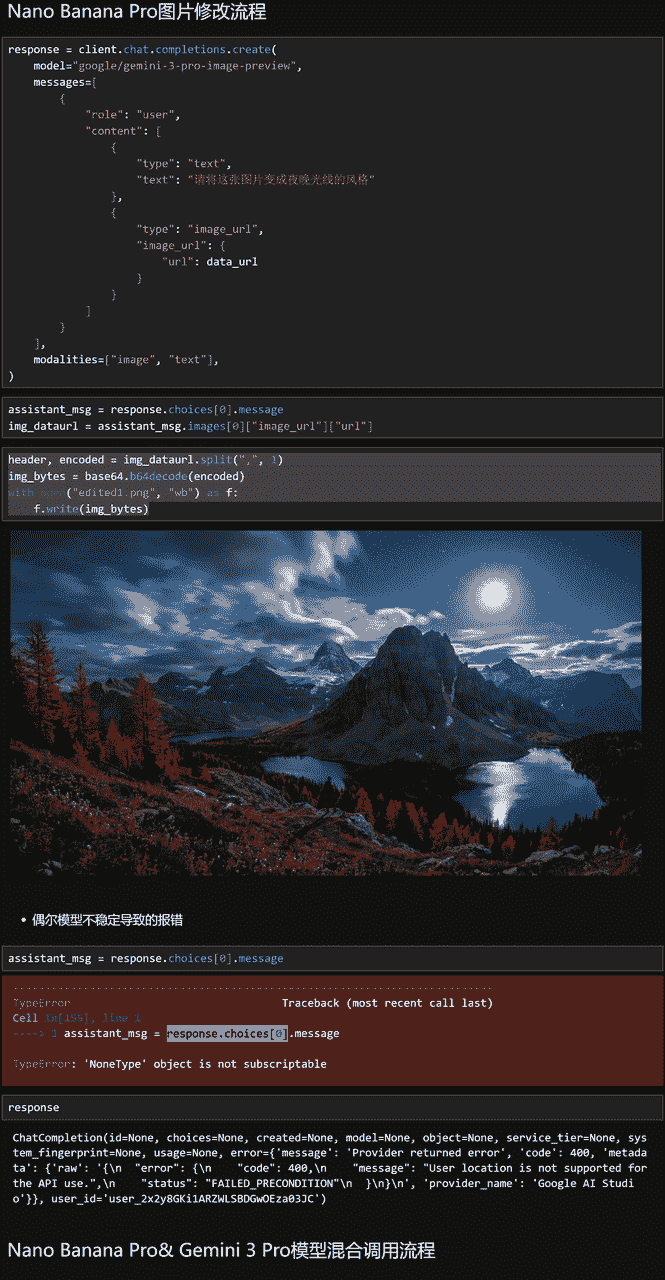 Nano Banana Pro图片修改流程
response = client.chat.completions.create(
    model="google/gemini-3-pro-image-preview",
    messages=[
        {
            "role": "user",
            "content": [
                {
                    "type": "text",
                    "text": "请将这张图片变成夜晚光线的风格"
                },
                {
                    "type": "image_url",
                    "image_url": {
                        "url": data_url
                    }
                }
            ]
        }
    ],
    modalities=["image", "text"],
)
assistant_msg = response.choices[0].message
img_dataurl = assistant_msg.images[0]["image_url"]["url"]
header, encoded = img_dataurl.split(",", 1)
img_bytes = base64.b64decode(encoded)
with open("edited1.png", "wb") as f:
    f.write(img_bytes)
• 偶尔模型不稳定导致的报错
assistant_msg = response.choices[0].message
---------------------------------------------------------------------------
TypeError                                 Traceback (most recent call last)
Cell In[155], line 1
----> 1 assistant_msg = response.choices[0].message

TypeError: 'NoneType' object is not subscriptable
response
ChatCompletion(id=None, choices=None, created=None, model=None, object=None, service_tier=None, sys
tem_fingerprint=None, usage=None, error={'message': 'Provider returned error', 'code': 400, 'metada
ta': {'raw': '{\n  "error": {\n    "code": 400,\n    "message": "User location is not supported for
the API use.",\n    "status": "FAILED_PRECONDITION"\n  }\n}\n', 'provider_name': 'Google AI Studi
o'}}, user_id='user_2x2y8GKi1ARZWLSBDGwOEza03JC')
Nano Banana Pro& Gemini 3 Pro模型混合调用流程